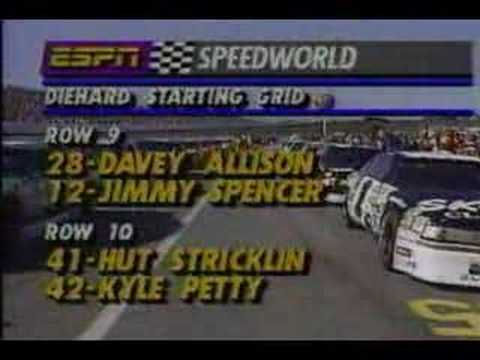 ESPN SPEEDWORLD
DIEHARD STARTING GRID
ROW 9
28-DAVEY ALLISON
12-JIMMY SPENCER
ROW 10
41-HUT STRICKLIN
42-KYLE PETTY